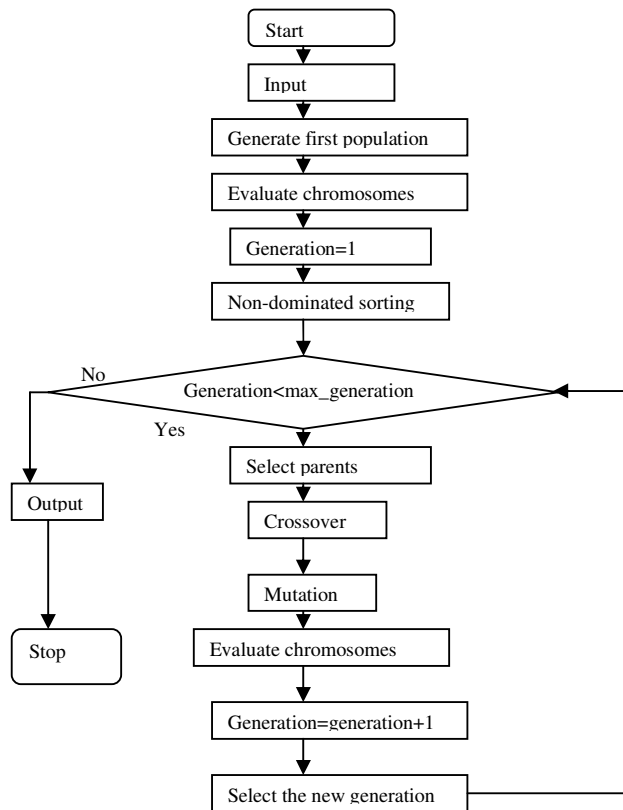 Start
Input
Generate first population
Evaluate chromosomes
Generation=1
Non-dominated sorting
No
Generation<max_generation
Yes
Select parents
Output
Crossover
Mutation
Stop
Evaluate chromosomes
Generation=generation+1
Select the new generation